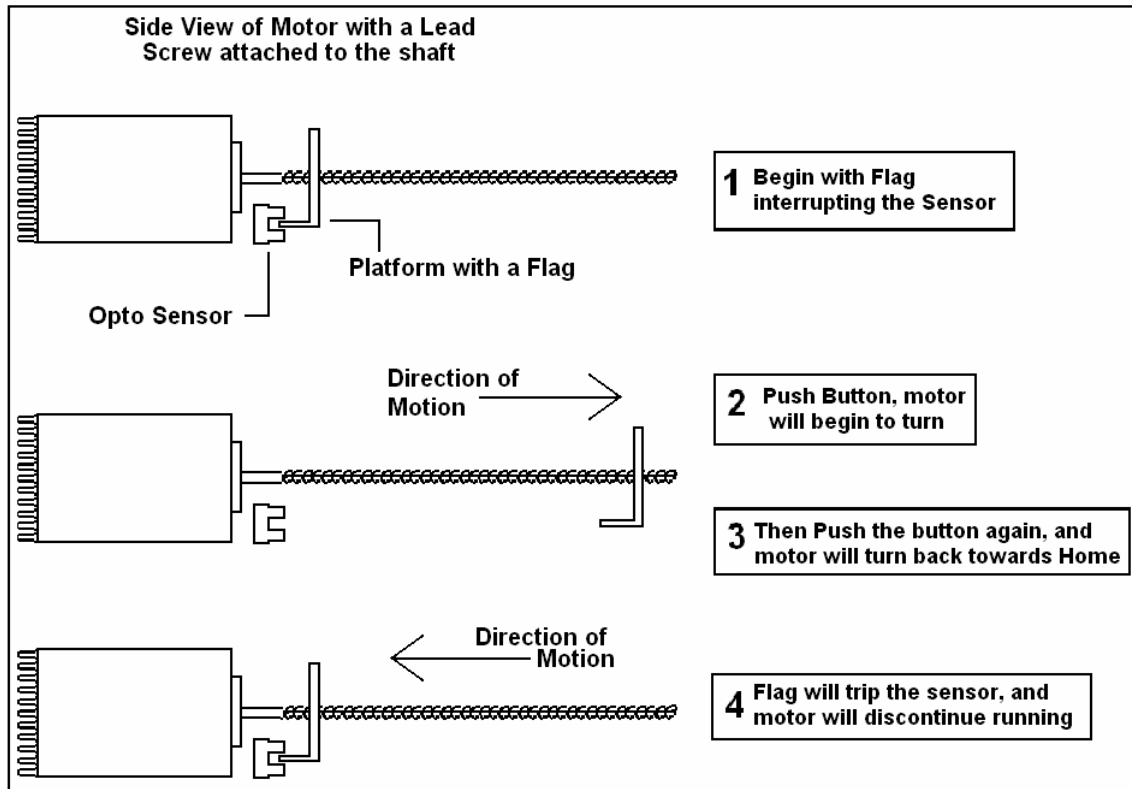 Side View of Motor with a Lead
Screw attached to the shaft
1 Begin with Flag
interrupting the Sensor
Platform with a Flag
Opto Sensor
Direction of
Motion
2 Push Button, motor
will begin to turn
3 Then Push the button again, and
motor will turn back towards Home
Direction of
Motion
4 Flag will trip the sensor, and
motor will discontinue running